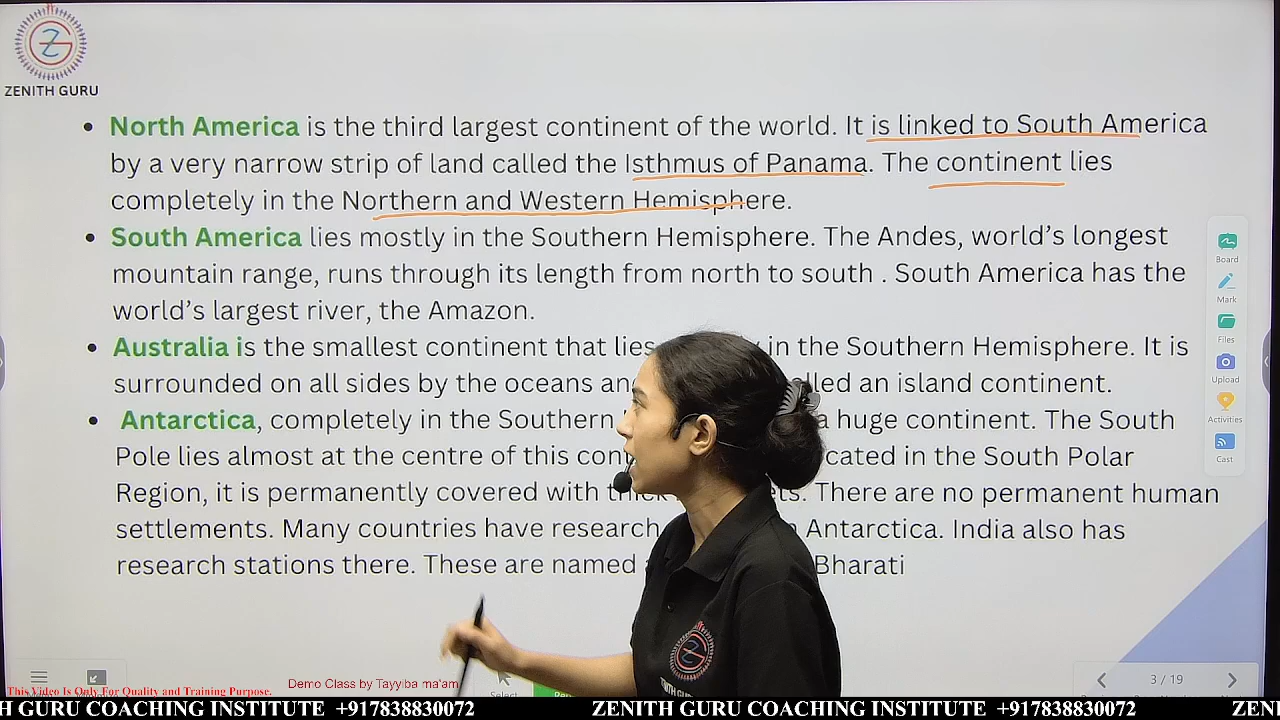 ZENITH GURU
North America is the third largest continent of the world. It is linked to South America
by a very narrow strip of land called the Isthmus of Panama. The continent lies
completely in the Northern and Western Hemisphere.
South America lies mostly in the Southern Hemisphere. The Andes, world's longest
mountain range, runs through its length from north to south . South America has the
world's largest river, the Amazon.
Australia is the smallest continent that lies in the Southern Hemisphere. It is
surrounded on all sides by the oceans an island continent.
Antarctica, completely in the Southern a huge continent. The South
Pole lies almost at the centre of this in the South Polar
Region, it is permanently covered with There are no permanent human
settlements. Many countries have research Antarctica. India also has
research stations there. These are named Bharati
Board
Mark
Files
Upload
Activities
Cast
Select
3 / 19
Demo Class by Tayyiba ma'am
This Video Is Only For Quality and Training Purpose.
GURU COACHING INSTITUTE +917838830072 ZENITH GURU COACHING INSTITUTE +917838830072